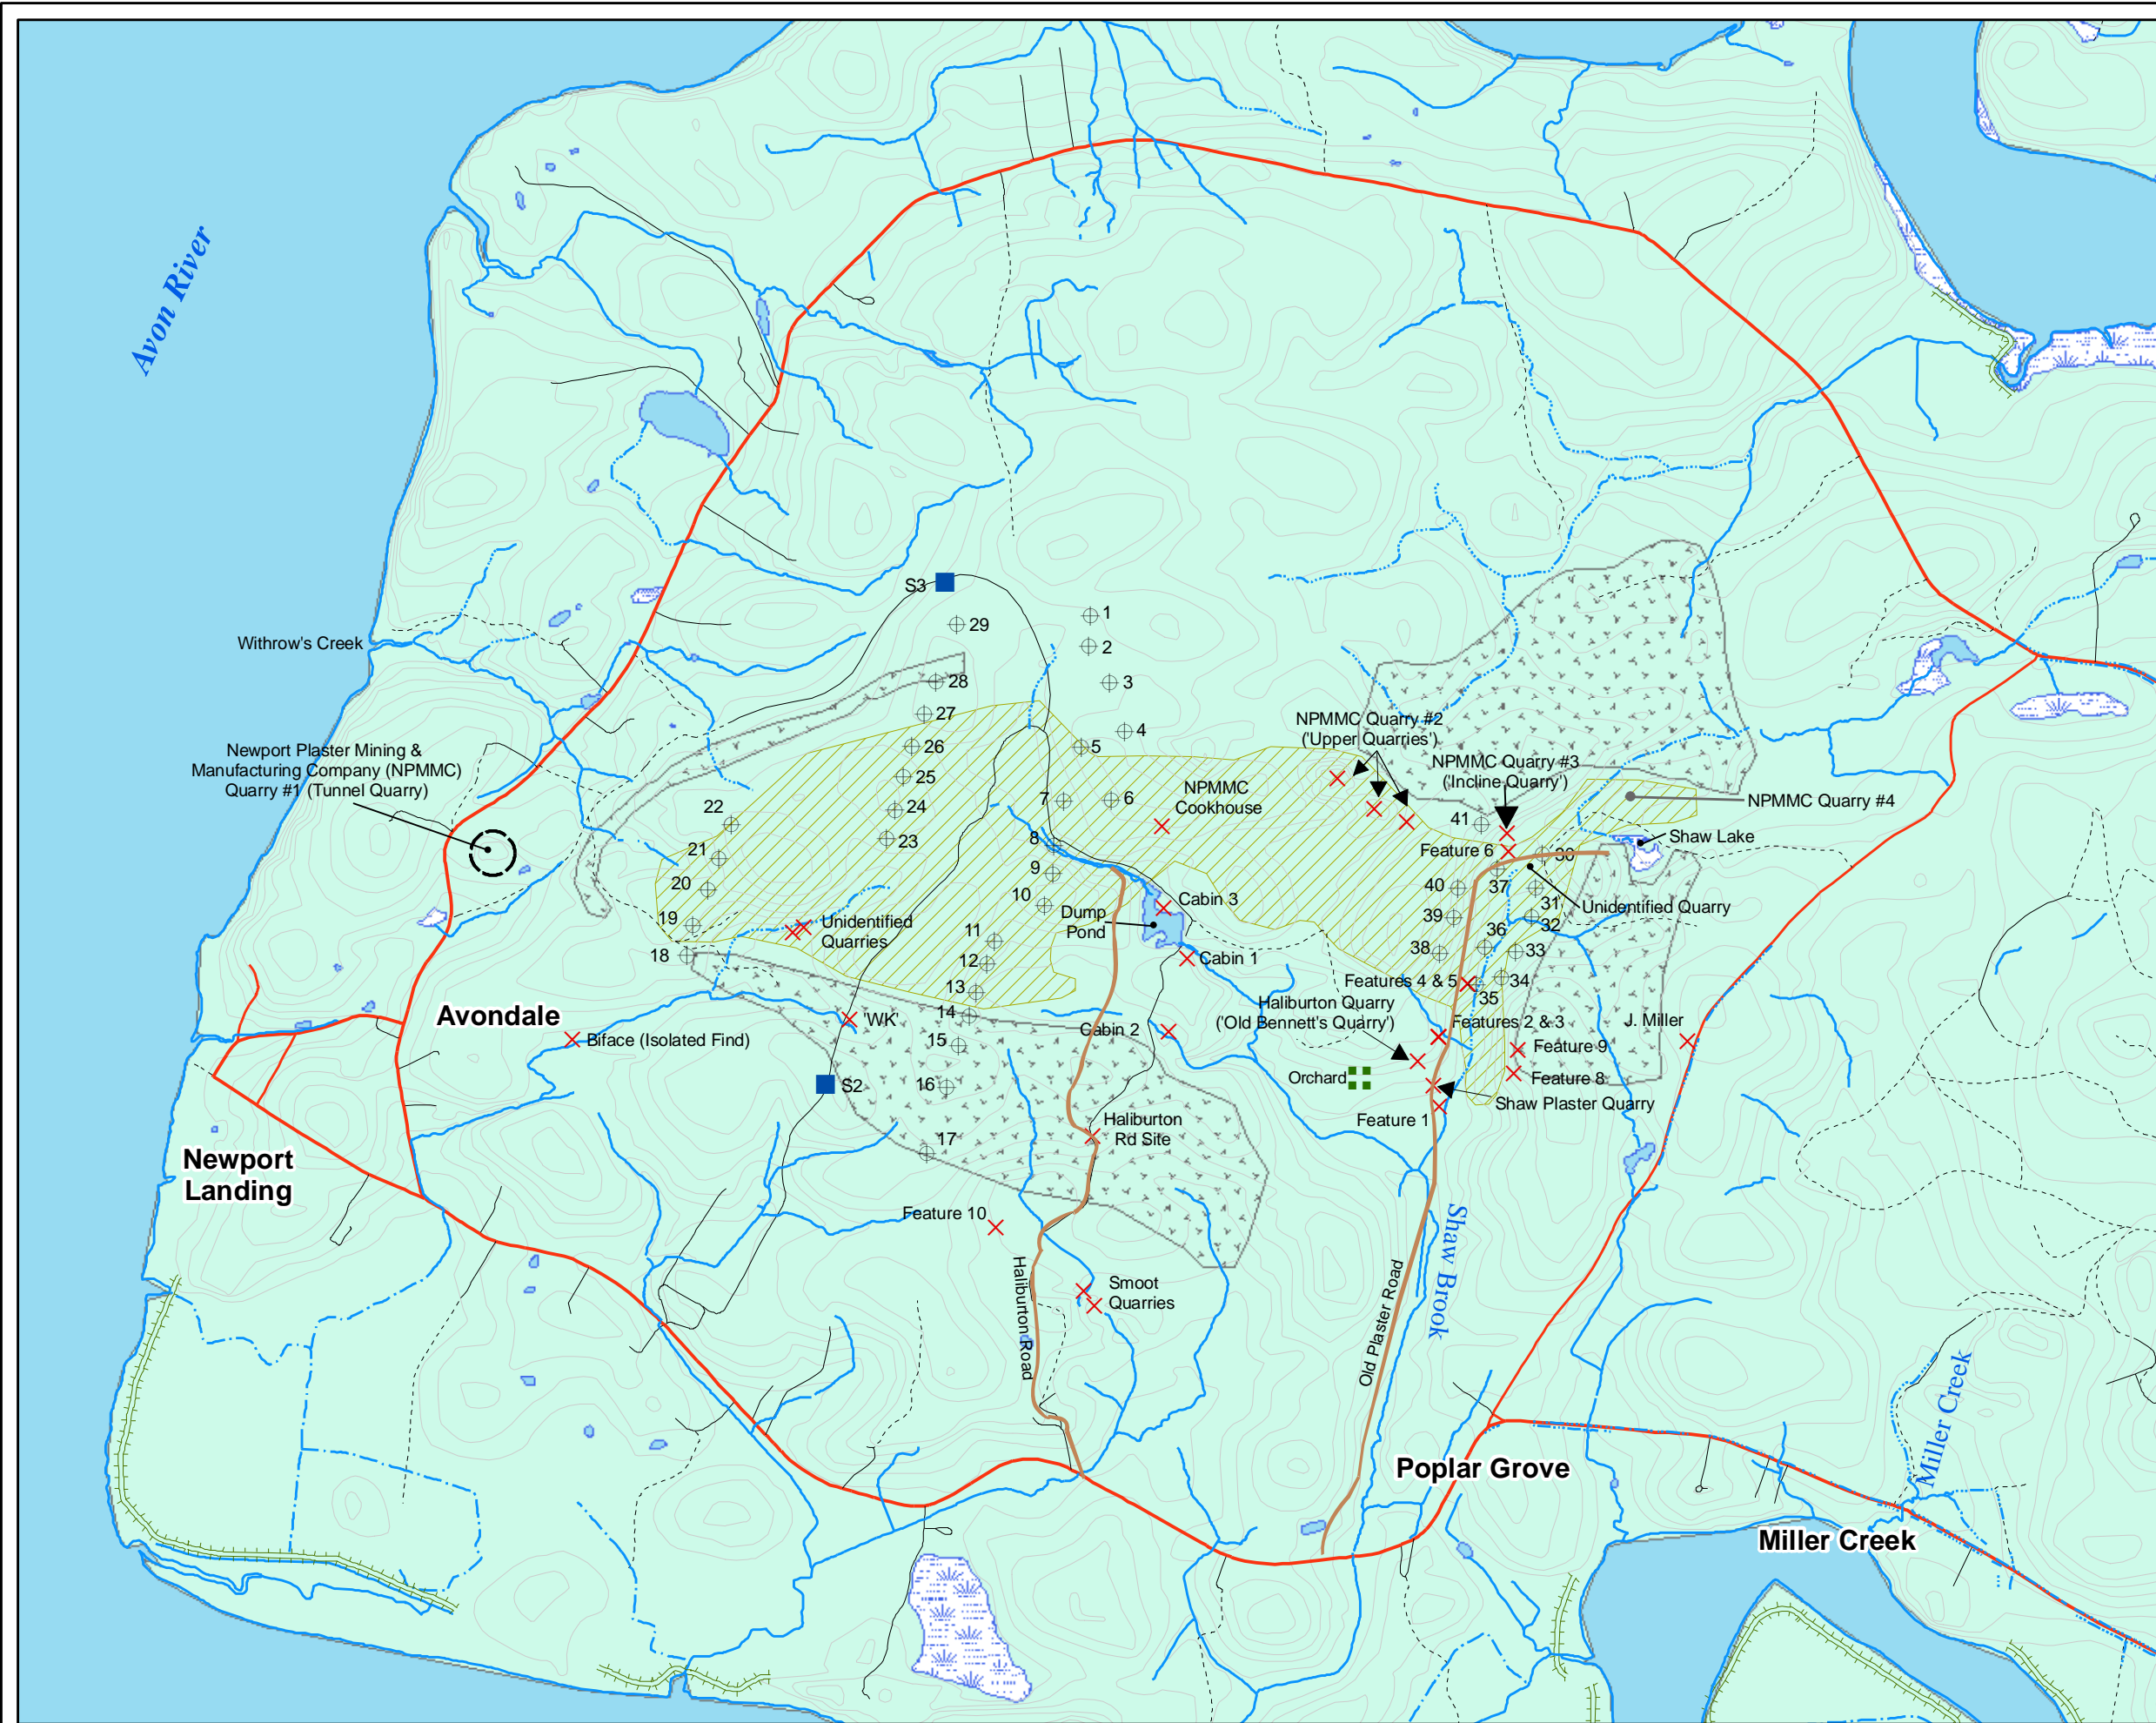 Avon River
S3
1
29
2
Withrow's Creek
3
28
27
NPMMC Quarry #2
('Upper Quarries')
4
26
5
Newport Plaster Mining &
Manufacturing Company (NPMMC)
Quarry #1 (Tunnel Quarry)
NPMMC Quarry #3
('Incline Quarry')
25
NPMMC
Cookhouse
7
6
NPMMC Quarry #4
22
24
41
23
8
Shaw Lake
21
Feature 6
30
9
20
40
37
10
Cabin 3
31
Unidentified Quarry
19
Unidentified
Quarries
Dump
Pond
39
32
11
36
18
12
Cabin 1
38
33
13
Features 4 & 5
34
35
Haliburton Quarry
('Old Bennett's Quarry')
Avondale
'WK'
14
Cabin 2
Features 2 & 3
J. Miller
Biface (Isolated Find)
15
Feature 9
S2
16
Orchard
Feature 8
Shaw Plaster Quarry
Haliburton
Rd Site
Feature 1
17
Newport
Landing
Feature 10
Smoot
Quarries
Haliburton Road
Old Plaster Road
Shaw Brook
Miller Creek
Poplar Grove
Miller Creek